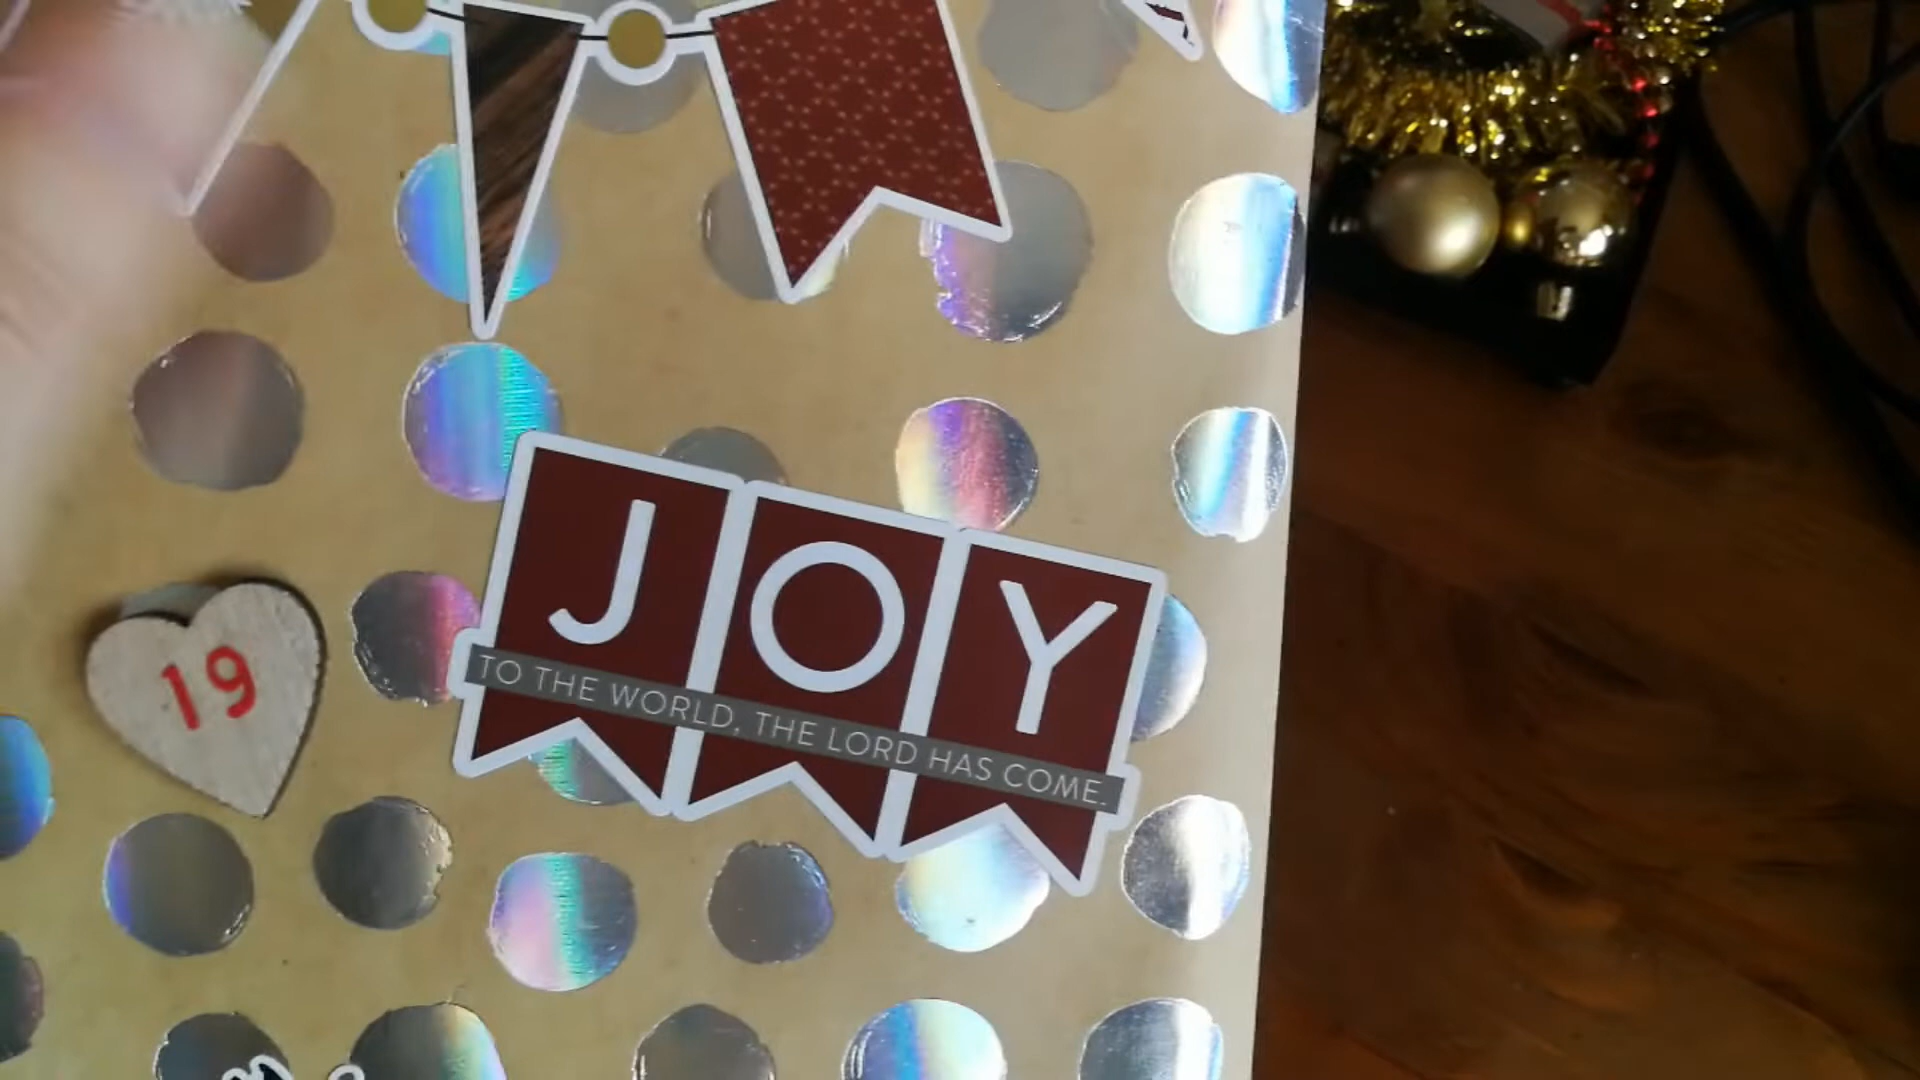 JOY
TO THE WORLD, THE LORD HAS COME.
19